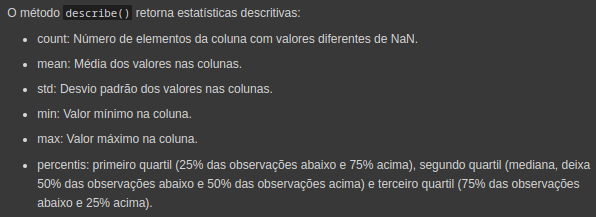 O método describe() retorna estatísticas descritivas:
• count: Número de elementos da coluna com valores diferentes de NaN.
• mean: Média dos valores nas colunas.
• std: Desvio padrão dos valores nas colunas.
• min: Valor mínimo na coluna.
• max: Valor máximo na coluna.
• percentis: primeiro quartil (25% das observações abaixo e 75% acima), segundo quartil (mediana, deixa
50% das observações abaixo e 50% das observações acima) e terceiro quartil (75% das observações
abaixo e 25% acima).